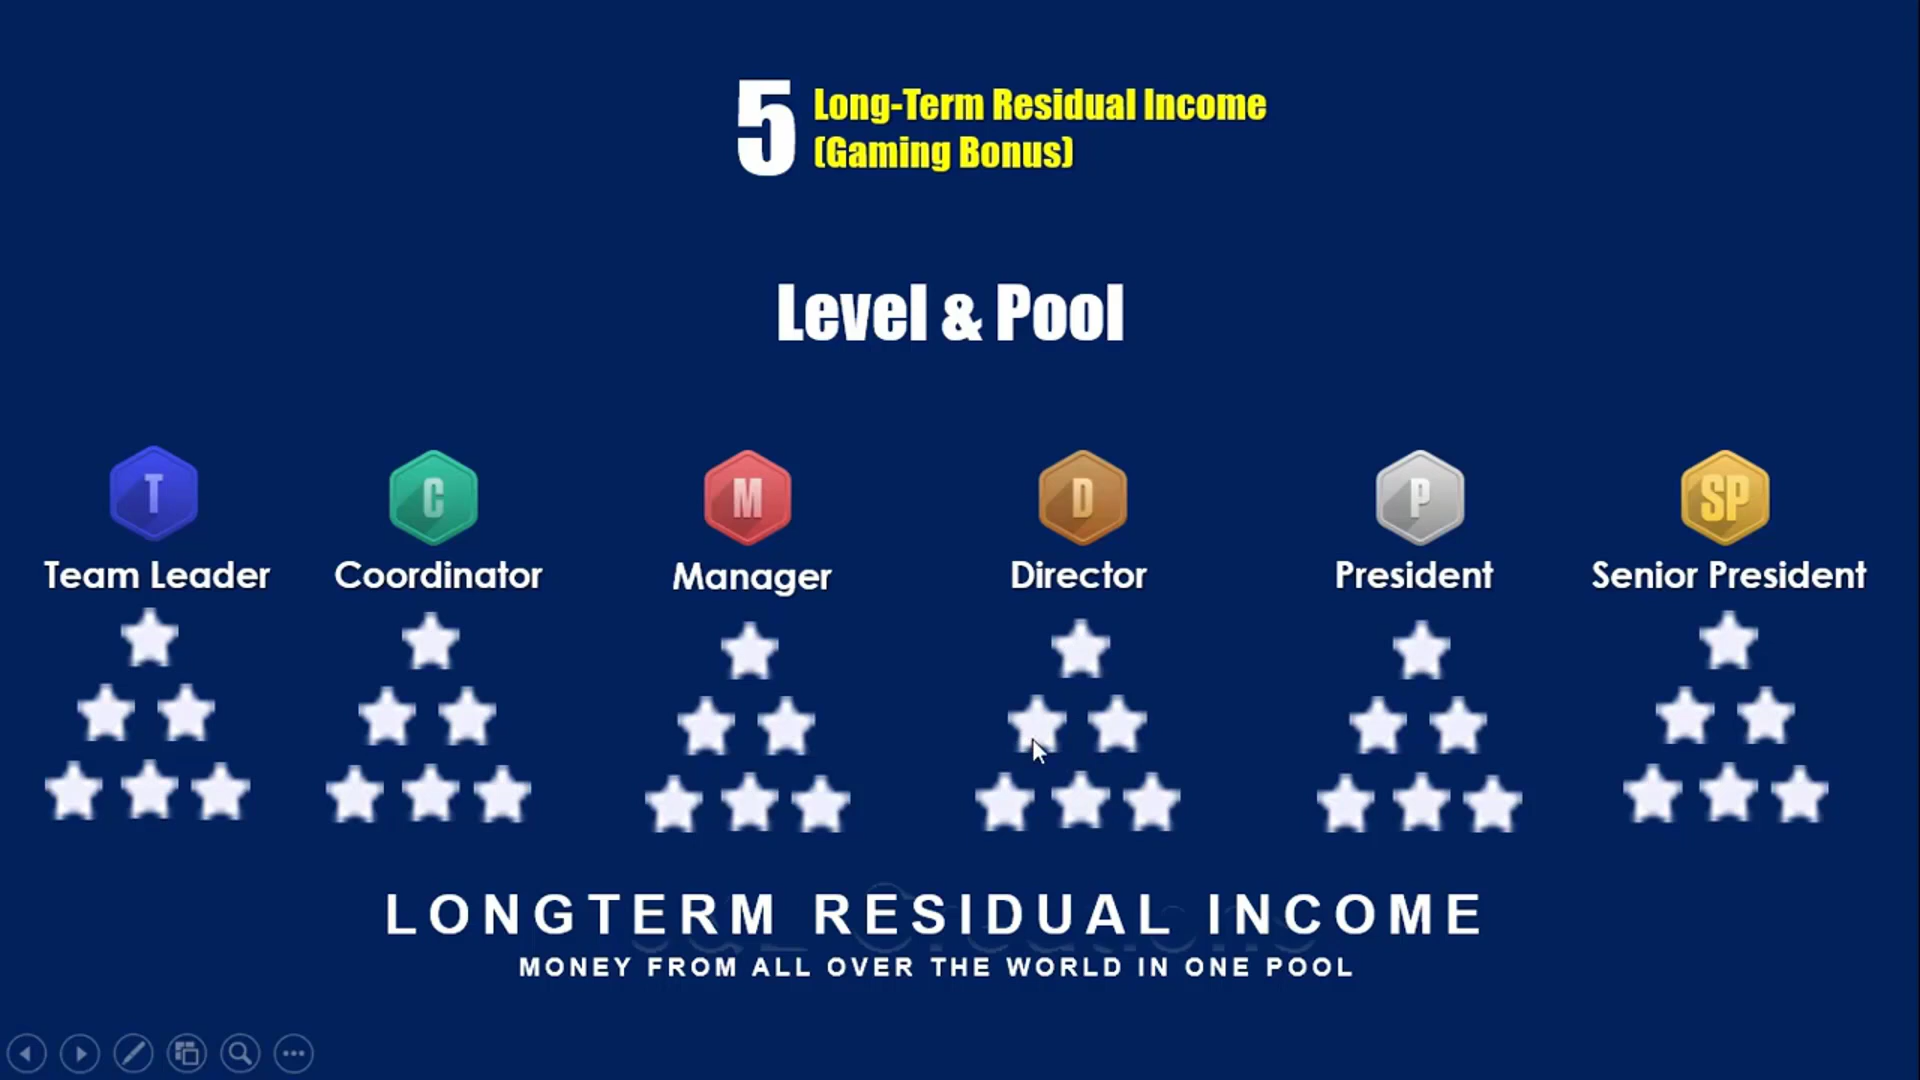 5 Long-Term Residual Income
(Gaming Bonus)
Level & Pool
T C M D P SP
Team Leader Coordinator Manager Director President Senior President
LONGTERM RESIDUAL INCOME
MONEY FROM ALL OVER THE WORLD IN ONE POOL